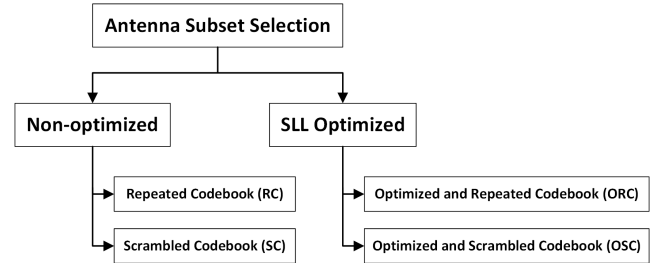 Antenna Subset Selection
Non-optimized
SLL Optimized
Repeated Codebook (RC)
Optimized and Repeated Codebook (ORC)
Scrambled Codebook (SC)
Optimized and Scrambled Codebook (OSC)